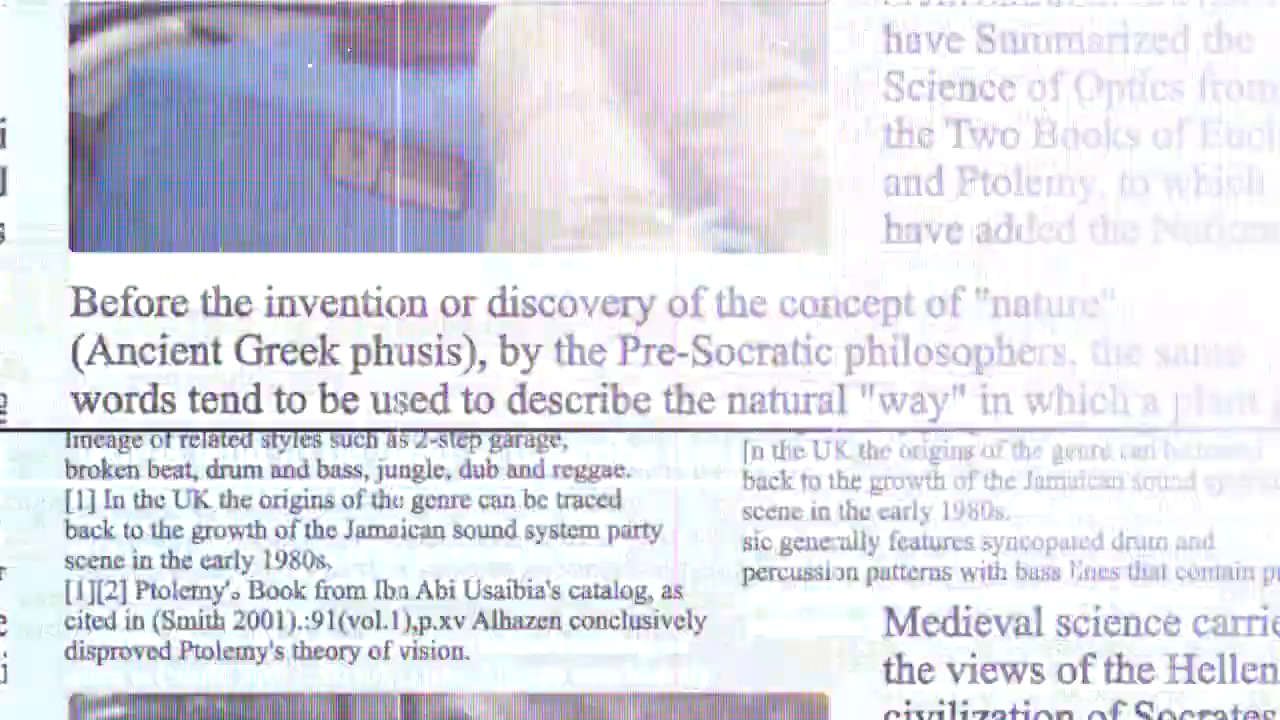 have Summarized the
Science of Optics from
the Two Books of
and Ptolemy, to which
have added the
Before the invention or discovery of the concept of "nature"
(Ancient Greek phusis), by the Pre-Socratic philosophers, the same
words tend to be used to describe the natural "way" in which a plant
lineage of related styles such as 2-step garage,
broken beat, drum and bass, jungle, dub and reggae.
[1] In the UK the origins of the genre can be traced
back to the growth of the Jamaican sound system party
scene in the early 1980s.
[1][2] Ptolemy's Book from Ibn Abi Usaibia's catalog, as
cited in (Smith 2001).:91(vol.1),p.xv Alhazen conclusively
disproved Ptolemy's theory of vision.
In the UK the origins of the genre can be
back to the growth of the Jamaican sound
scene in the early 1980s.
sic generally features syncopated drum and
percussion patterns with bass lines that contain
Medieval science
the views of the
civilization of Socrates